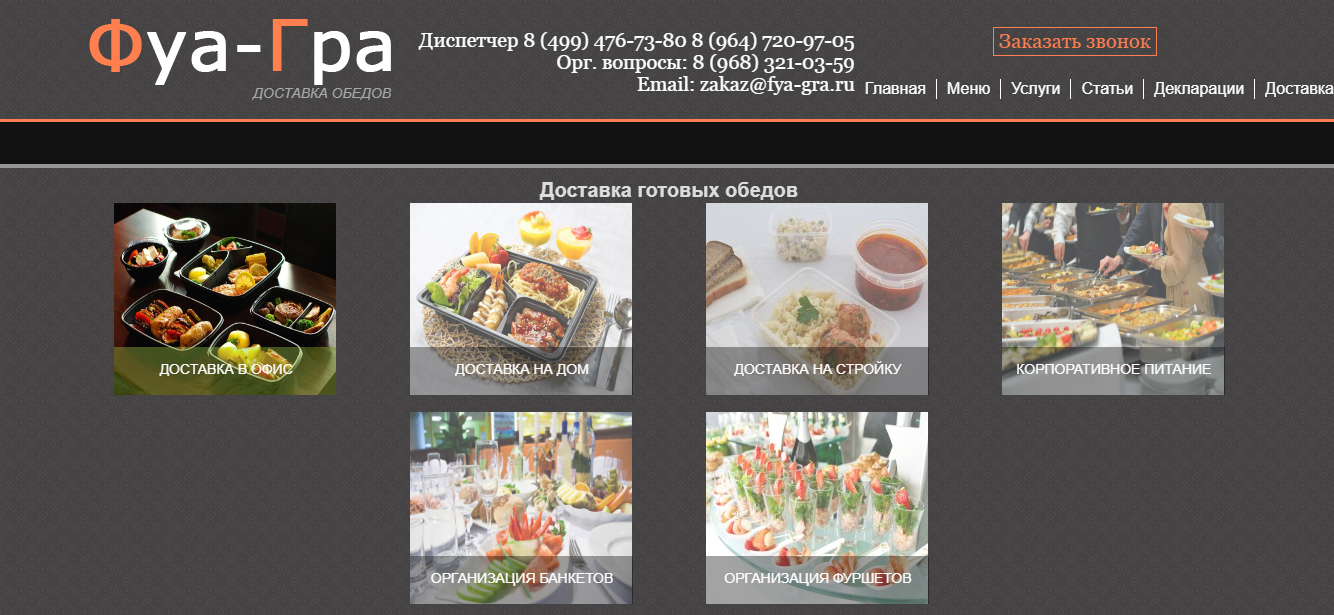 Фуа-Гра
ДОСТАВКА ОБЕДОВ
Диспетчер 8 (499) 476-73-80 8 (964) 720-97-05
Орг. вопросы: 8 (968) 321-03-59
Email: zakaz@fya-gra.ru
Заказать звонок
Главная Меню Услуги Статьи Декларации Доставка
Доставка готовых обедов
ДОСТАВКА В ОФИС
ДОСТАВКА НА ДОМ
ДОСТАВКА НА СТРОЙКУ
КОРПОРАТИВНОЕ ПИТАНИЕ
ОРГАНИЗАЦИЯ БАНКЕТОВ
ОРГАНИЗАЦИЯ ФУРШЕТОВ